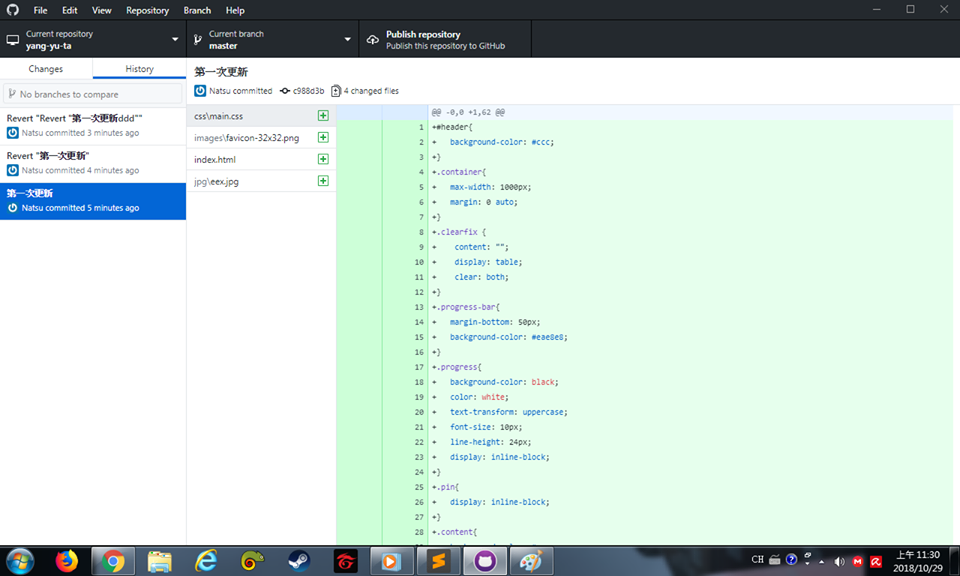 File Edit View Repository Branch Help
Current repository
yang-yu-ta
Current branch
master
Publish repository
Publish this repository to GitHub
Changes History
No branches to compare
Revert "Revert "第一次更新ddd""
Natsu committed 3 minutes ago
Revert "第一次更新"
Natsu committed 4 minutes ago
第一次更新
Natsu committed 5 minutes ago
第一次更新
Natsu committed c988d3b 4 changed files
css\main.css
images\favicon-32x32.png
index.html
jpg\eex.jpg
@@ -0,0 +1,62 @@
1 +#header{
2 + background-color: #ccc;
3 +}
4 +.container{
5 + max-width: 1000px;
6 + margin: 0 auto;
7 +}
8 +.clearfix {
9 + content: "";
10 + display: table;
11 + clear: both;
12 +}
13 +.progress-bar{
14 + margin-bottom: 50px;
15 + background-color: #eae8e8;
16 +}
17 +.progress{
18 + background-color: black;
19 + color: white;
20 + text-transform: uppercase;
21 + font-size: 10px;
22 + line-height: 24px;
23 + display: inline-block;
24 +}
25 +.pin{
26 + display: inline-block;
27 +}
28 +.content{
CH
上午 11:30
2018/10/29